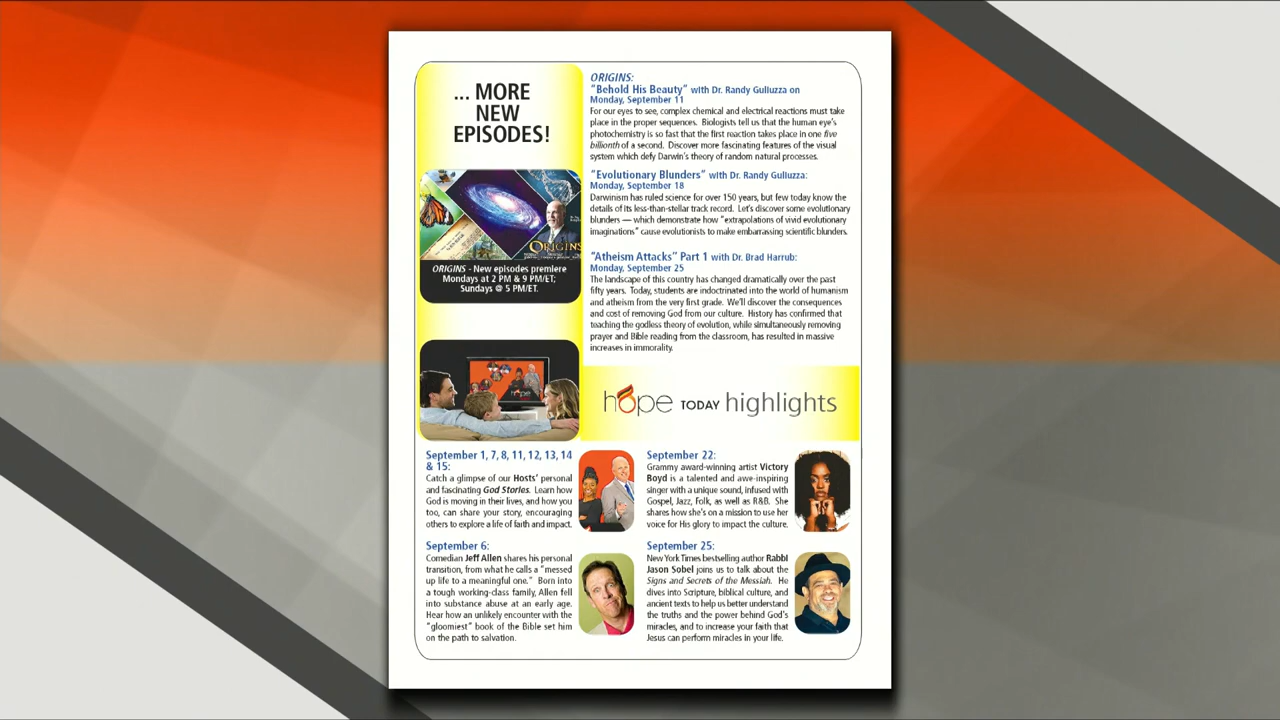 ... MORE
NEW
EPISODES!
ORIGINS
ORIGINS - New episodes premiere
Mondays at 2 PM & 9 PM/ET;
Sundays @ 5 PM/ET.
ORIGINS:
"Behold His Beauty" with Dr. Randy Guliuzza on
Monday, September 11
For our eyes to see, complex chemical and electrical reactions must take
place in the proper sequences. Biologists tell us that the human eye's
photochemistry is so fast that the first reaction takes place in one five
billionth of a second. Discover more fascinating features of the visual
system which defy Darwin's theory of random natural processes.
"Evolutionary Blunders" with Dr. Randy Guliuzza:
Monday, September 18
Darwinism has ruled science for over 150 years, but few today know the
details of its less-than-stellar track record. Let's discover some evolutionary
blunders — which demonstrate how "extrapolations of vivid evolutionary
imaginations" cause evolutionists to make embarrassing scientific blunders.
"Atheism Attacks" Part 1 with Dr. Brad Harrub:
Monday, September 25
The landscape of this country has changed dramatically over the past
fifty years. Today, students are indoctrinated into the world of humanism
and atheism from the very first grade. We'll discover the consequences
and cost of removing God from our culture. History has confirmed that
teaching the godless theory of evolution, while simultaneously removing
prayer and Bible reading from the classroom, has resulted in massive
increases in immorality.
hope
hope TODAY highlights
September 1, 7, 8, 11, 12, 13, 14
& 15:
Catch a glimpse of our Hosts' personal
and fascinating God Stories. Learn how
God is moving in their lives, and how you
too, can share your story, encouraging
others to explore a life of faith and impact.
September 6:
Comedian Jeff Allen shares his personal
transition, from what he calls a "messed
up life to a meaningful one." Born into
a tough working-class family, Allen fell
into substance abuse at an early age.
Hear how an unlikely encounter with the
"gloomiest" book of the Bible set him
on the path to salvation.
September 22:
Grammy award-winning artist Victory
Boyd is a talented and awe-inspiring
singer with a unique sound, infused with
Gospel, Jazz, Folk, as well as R&B. She
shares how she's on a mission to use her
voice for His glory to impact the culture.
September 25:
New York Times bestselling author Rabbi
Jason Sobel joins us to talk about the
Signs and Secrets of the Messiah. He
dives into Scripture, biblical culture, and
ancient texts to help us better understand
the truths and the power behind God's
miracles, and to increase your faith that
Jesus can perform miracles in your life.